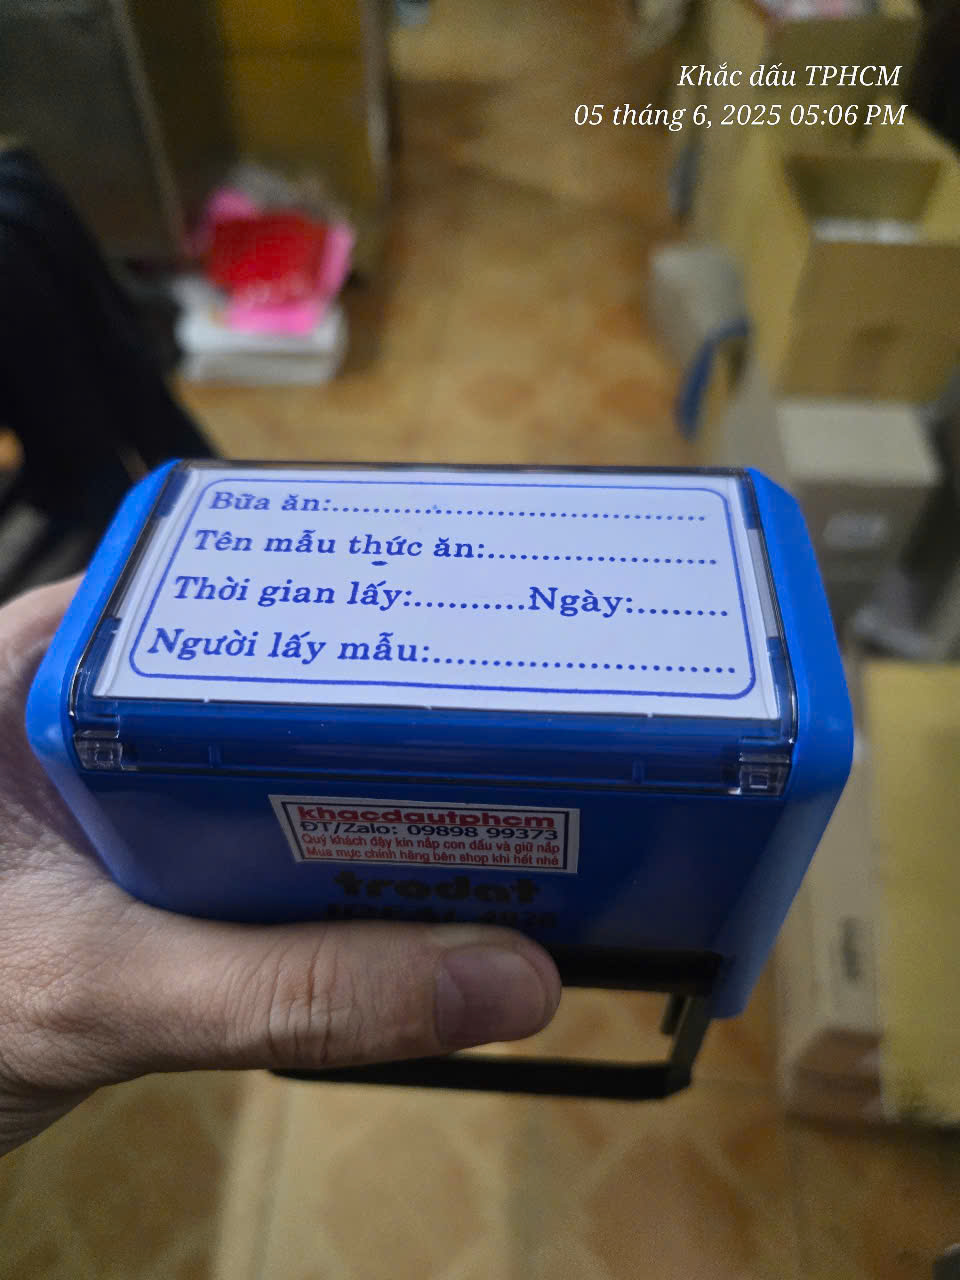 Khắc dấu TPHCM
05 tháng 6, 2025 05:06 PM
Bữa ăn:..........................................
Tên mẫu thức ăn:.......................
Thời gian lấy:..........Ngày:........
Người lấy mẫu:...........................
khacdautphcm
ĐT/Zalo: 09898 99373
Quý khách đậy kín nắp con dấu và giữ nắp
Mua mực chính hãng bên shop khi hết nhé
trodat